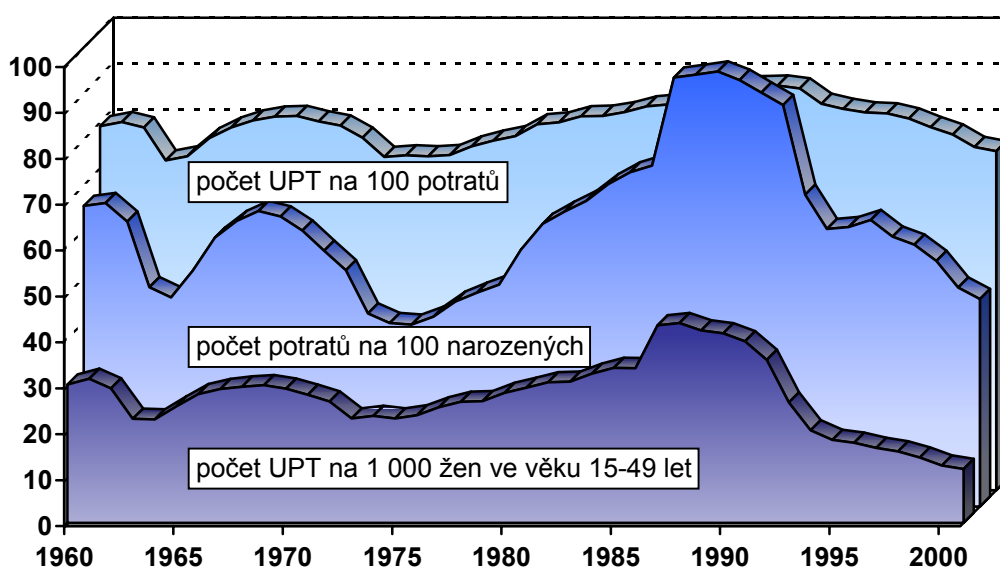 100
90
80
70
60
50
40
30
20
10
0
počet UPT na 100 potratů
počet potratů na 100 narozených
počet UPT na 1 000 žen ve věku 15-49 let
1960 1965 1970 1975 1980 1985 1990 1995 2000